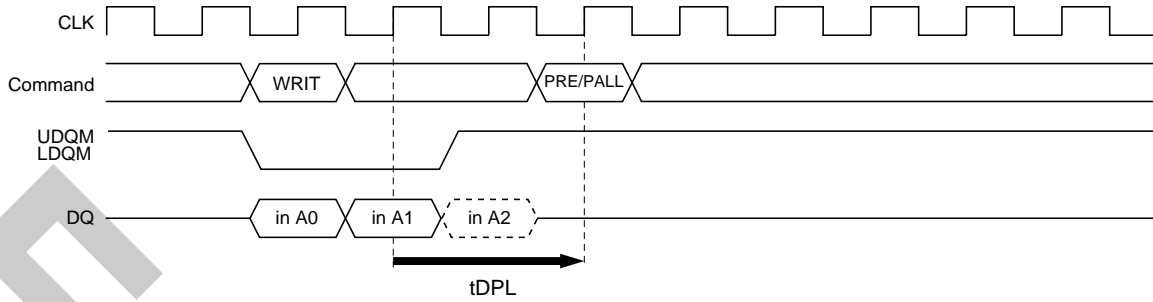 CLK
Command
WRIT
PRE/PALL
UDQM
LDQM
DQ
in A0
in A1
in A2
tDPL